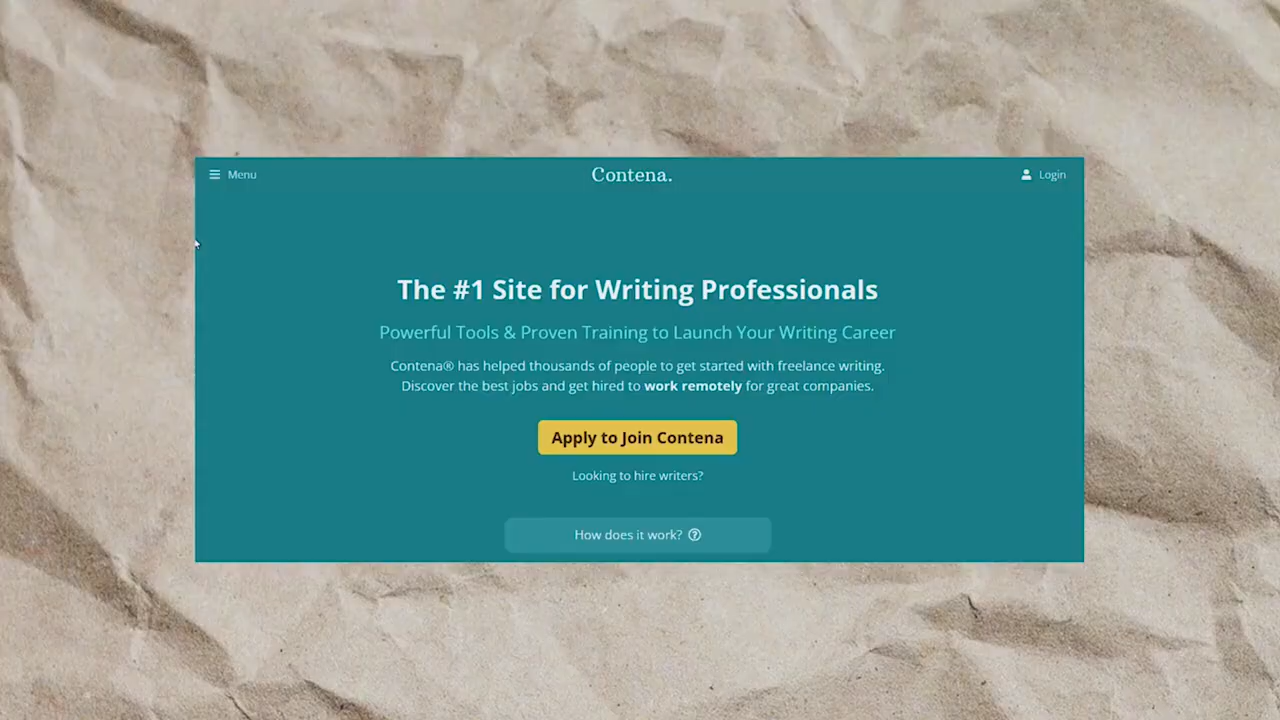 Menu
Contena.
Login
The #1 Site for Writing Professionals
Powerful Tools & Proven Training to Launch Your Writing Career
Contena® has helped thousands of people to get started with freelance writing.
Discover the best jobs and get hired to work remotely for great companies.
Apply to Join Contena
Looking to hire writers?
How does it work?